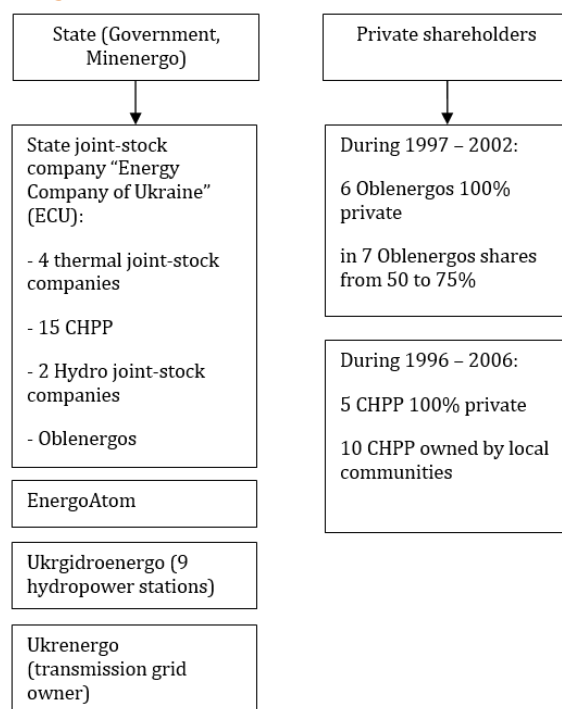 State (Government,
Minenergo)
State joint-stock
company “Energy
Company of Ukraine”
(ECU):
- 4 thermal joint-stock
companies
- 15 CHPP
- 2 Hydro joint-stock
companies
- Oblenergos
EnergoAtom
Ukrgidroenergo (9
hydropower stations)
Ukrenergo
(transmission grid
owner)
Private shareholders
During 1997 – 2002:
6 Oblenergos 100%
private
in 7 Oblenergos shares
from 50 to 75%
During 1996 – 2006:
5 CHPP 100% private
10 CHPP owned by local
communities